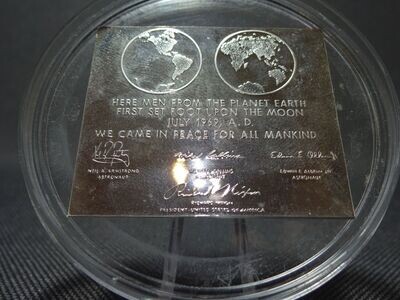 HERE MEN FROM THE PLANET EARTH
FIRST SET FOOT UPON THE MOON
JULY 1969, A. D.
WE CAME IN PEACE FOR ALL MANKIND
NEIL A. ARMSTRONG COLLINS EDWIN E. ALDRIN, JR.
ASTRONAUT ASTRONAUT
RICHARD NIXON
PRESIDENT, UNITED STATES OF AMERICA